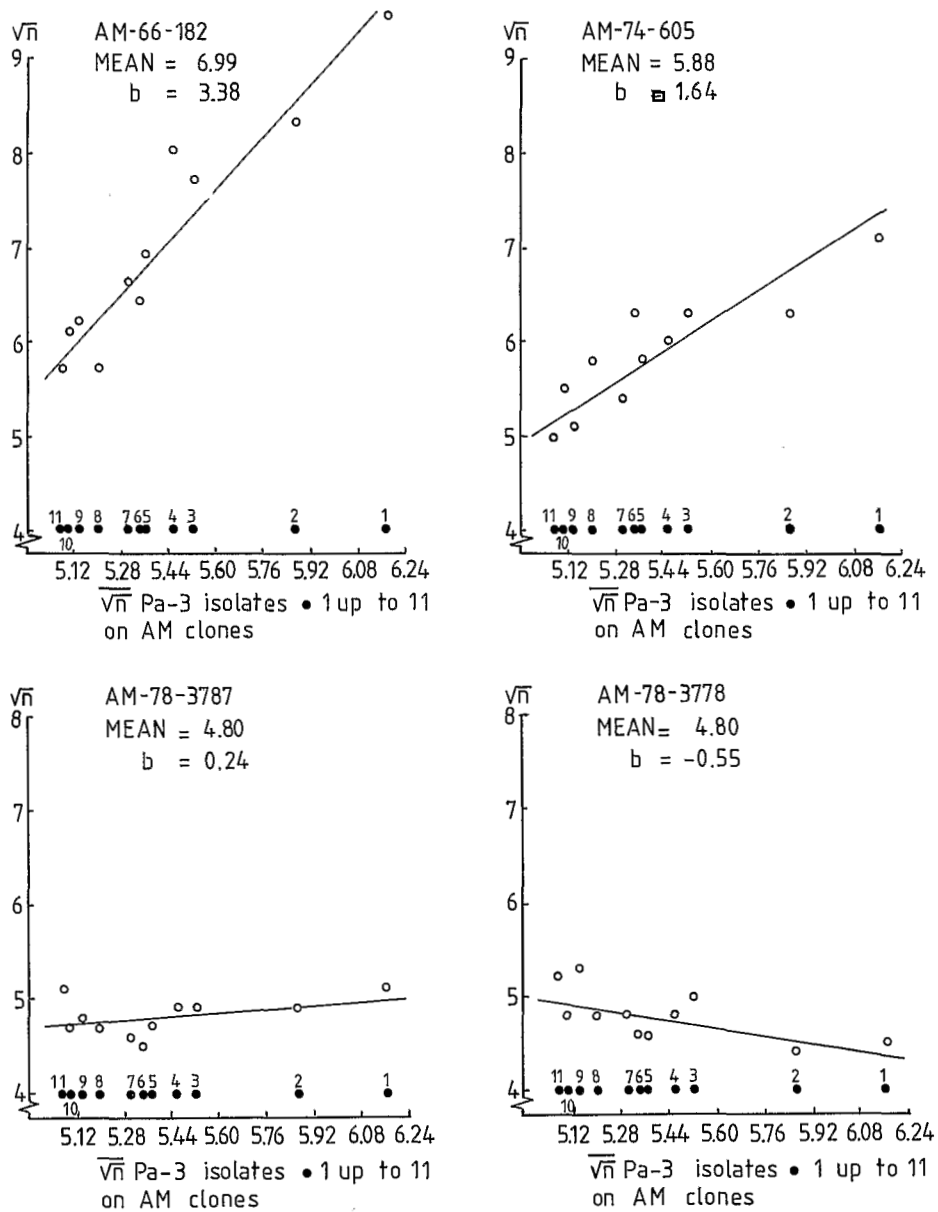 √n AM-66-182
MEAN = 6.99
b = 3.38
9
8
7
6
5
4
11 9 8 7 6 5 4 3 2 1
10
5.12 5.28 5.44 5.60 5.76 5.92 6.08 6.24
√n Pa-3 isolates • 1 up to 11
on AM clones
√n AM-74-605
MEAN = 5.88
b = 1.64
9
8
7
6
5
4
11 9 8 7 6 5 4 3 2 1
10
5.12 5.28 5.44 5.60 5.76 5.92 6.08 6.24
√n Pa-3 isolates • 1 up to 11
on AM clones
√n AM-78-3787
MEAN = 4.80
b = 0.24
8
7
6
5
4
11 9 8 7 6 5 4 3 2 1
10
5.12 5.28 5.44 5.60 5.76 5.92 6.08 6.24
√n Pa-3 isolates • 1 up to 11
on AM clones
√n AM-78-3778
MEAN = 4.80
b = -0.55
8
7
6
5
4
11 9 8 7 6 5 4 3 2 1
10
5.12 5.28 5.44 5.60 5.76 5.92 6.08 6.24
√n Pa-3 isolates • 1 up to 11
on AM clones